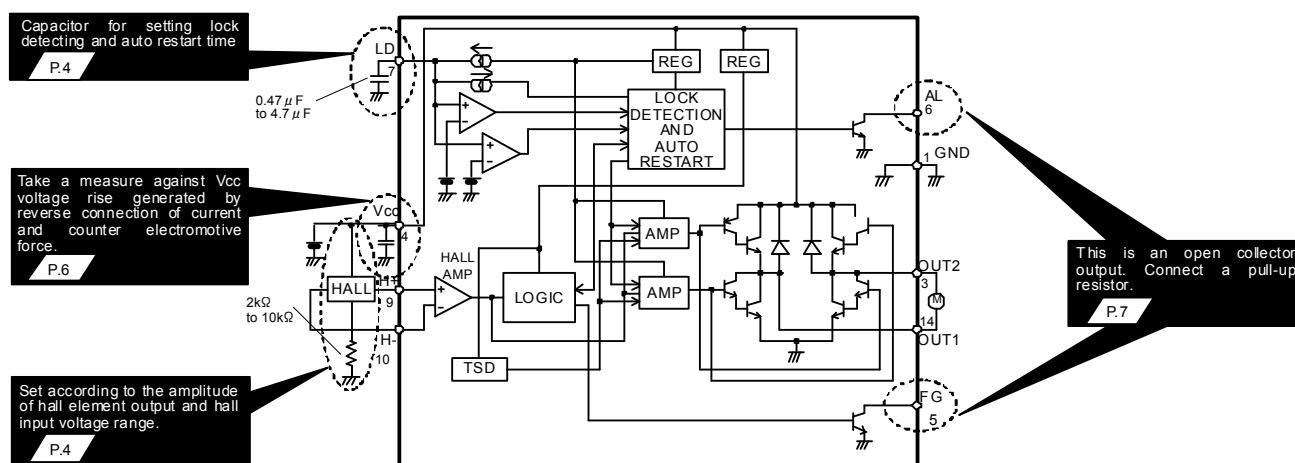 Capacitor for setting lock
detecting and auto restart time
P.4
LD
7
0.47μF
to 4.7μF
REG
REG
LOCK
DETECTION
AND
AUTO
RESTART
AL
6
1 GND
Take a measure against Vcc
voltage rise generated by
reverse connection of current
and counter electromotive
force.
P.6
Vcc
4
HALL
H+
9
HALL
AMP
LOGIC
AMP
AMP
TSD
2kΩ
to 10kΩ
H-
10
OUT2
3
M
14
OUT1
This is an open collector
output. Connect a pull-up
resistor.
P.7
FG
5
Set according to the amplitude
of hall element output and hall
input voltage range.
P.4